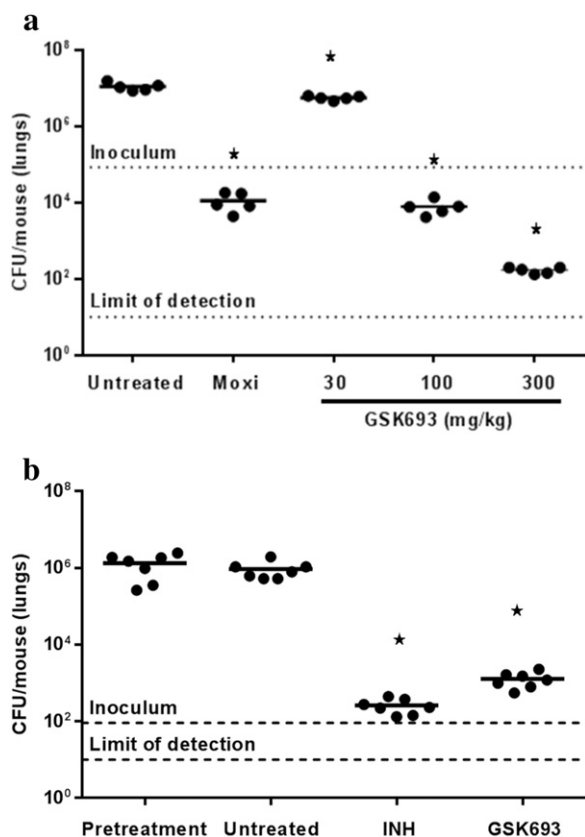 a
CFU/mouse (lungs)
10⁸
10⁶
10⁴
10²
10⁰
Inoculum
Limit of detection
Untreated Moxi 30 100 300
GSK693 (mg/kg)
b
CFU/mouse (lungs)
10⁸
10⁶
10⁴
10²
10⁰
Inoculum
Limit of detection
Pretreatment Untreated INH GSK693